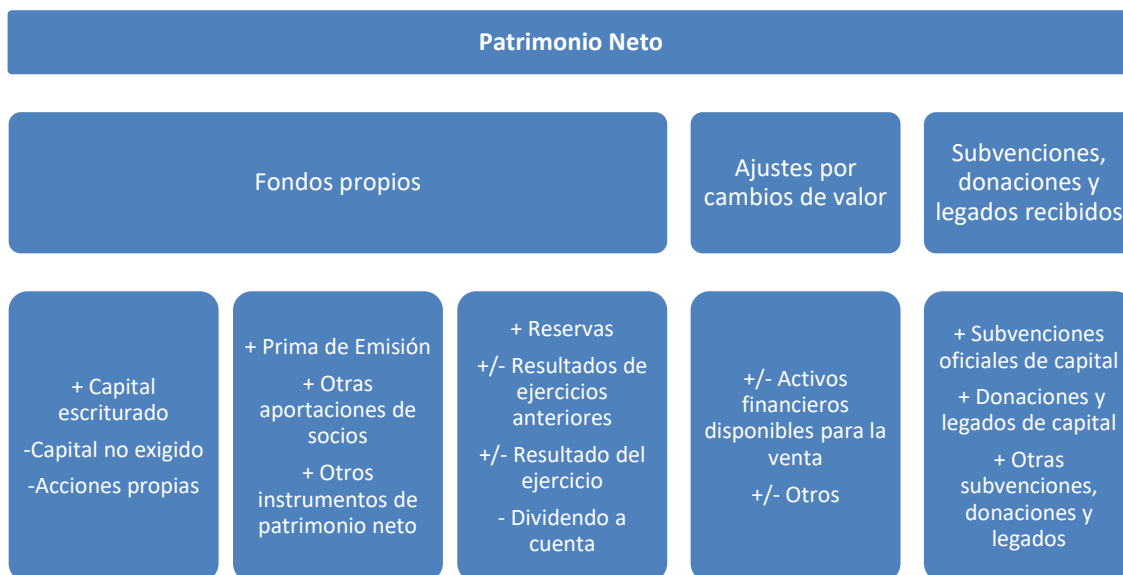 Patrimonio Neto
Fondos propios
Ajustes por
cambios de valor
Subvenciones,
donaciones y
legados recibidos
+ Capital
escriturado
-Capital no exigido
-Acciones propias
+ Prima de Emisión
+ Otras
aportaciones de
socios
+ Otros
instrumentos de
patrimonio neto
+ Reservas
+/- Resultados de
ejercicios
anteriores
+/- Resultado del
ejercicio
- Dividendo a
cuenta
+/- Activos
financieros
disponibles para la
venta
+/- Otros
+ Subvenciones
oficiales de capital
+ Donaciones y
legados de capital
+ Otras
subvenciones,
donaciones y
legados